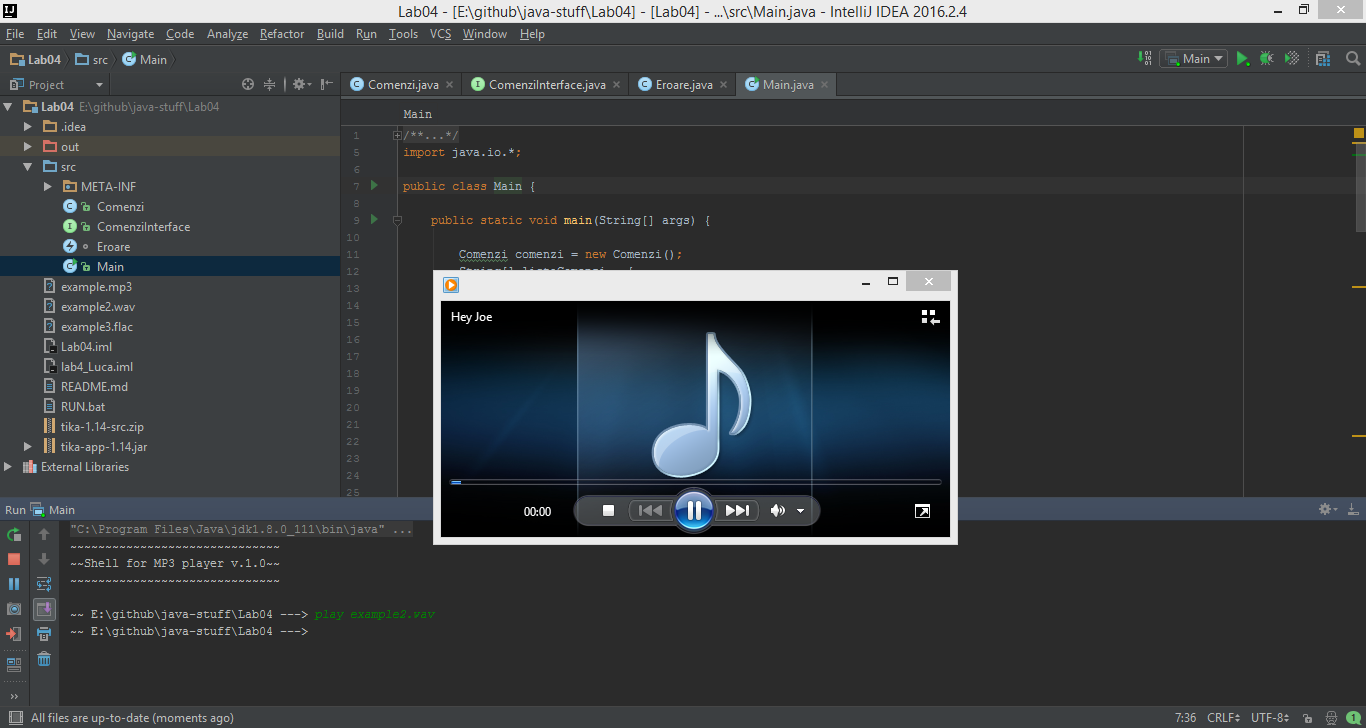 Lab04 - [E:\github\java-stuff\Lab04] - [Lab04] - ...\src\Main.java - IntelliJ IDEA 2016.2.4
File Edit View Navigate Code Analyze Refactor Build Run Tools VCS Window Help
Lab04 src Main
Main
Project
Comenzi.java ComenziInterface.java Eroare.java Main.java
Lab04 E:\github\java-stuff\Lab04
.idea
out
src
META-INF
Comenzi
ComenziInterface
Eroare
Main
example.mp3
example2.wav
example3.flac
Lab04.iml
lab4_Luca.iml
README.md
RUN.bat
tika-1.14-src.zip
tika-app-1.14.jar
External Libraries
Main
1 /**...*/
5 import java.io.*;
6
7 public class Main {
8
9 public static void main(String[] args) {
10
11 Comenzi comenzi = new Comenzi();
12
13
14
15
16
17
18
19
20
21
22
23
24
25
Hey Joe
00:00
Run Main
"C:\Program Files\Java\jdk1.8.0_111\bin\java" ...
~~~~~~~~~~~~~~~~~~~~~~~~~~~~~~
~~Shell for MP3 player v.1.0~~
~~~~~~~~~~~~~~~~~~~~~~~~~~~~~~
~~ E:\github\java-stuff\Lab04 ---> play example2.wav
~~ E:\github\java-stuff\Lab04 --->
All files are up-to-date (moments ago)
7:36 CRLF UTF-8 1